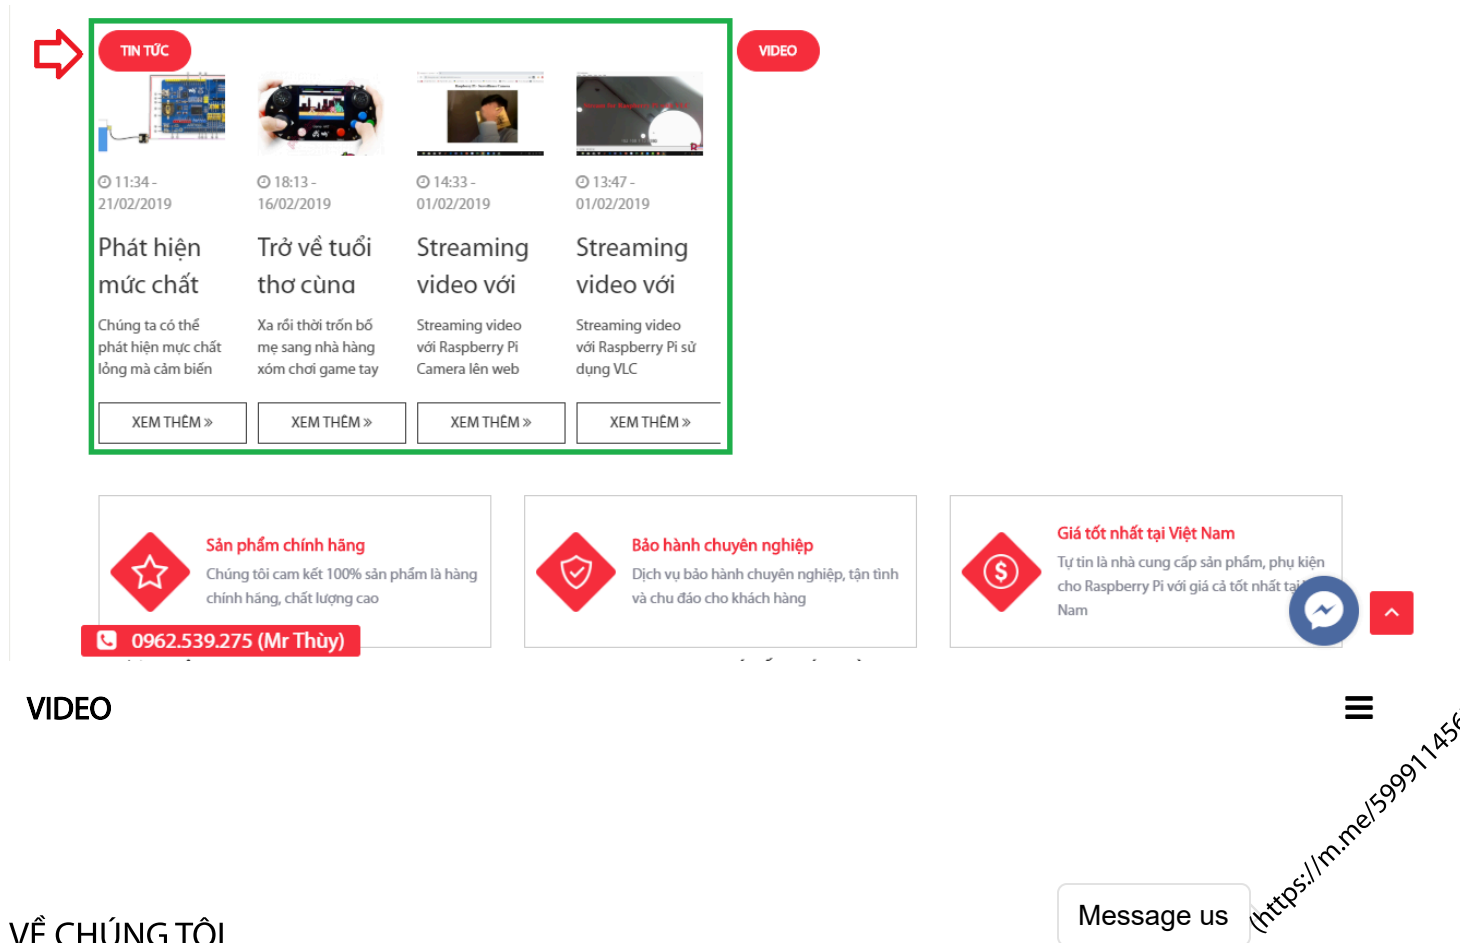 TIN TỨC
VIDEO
11:34 -
21/02/2019
Phát hiện
mức chất
Chúng ta có thể
phát hiện mực chất
lỏng mà cảm biến
XEM THÊM »
18:13 -
16/02/2019
Trở về tuổi
thơ cùng
Xa rồi thời trốn bố
mẹ sang nhà hàng
xóm chơi game tay
XEM THÊM »
14:33 -
01/02/2019
Streaming
video với
Streaming video
với Raspberry Pi
Camera lên web
XEM THÊM »
13:47 -
01/02/2019
Streaming
video với
Streaming video
với Raspberry Pi sử
dụng VLC
XEM THÊM »
Sản phẩm chính hãng
Chúng tôi cam kết 100% sản phẩm là hàng
chính hãng, chất lượng cao
Bảo hành chuyên nghiệp
Dịch vụ bảo hành chuyên nghiệp, tận tình
và chu đáo cho khách hàng
Giá tốt nhất tại Việt Nam
Tự tin là nhà cung cấp sản phẩm, phụ kiện
cho Raspberry Pi với giá cả tốt nhất tại
Nam
0962.539.275 (Mr Thùy)
VIDEO
(https://m.me/59991145
Message us
VỀ CHÚNG TÔI